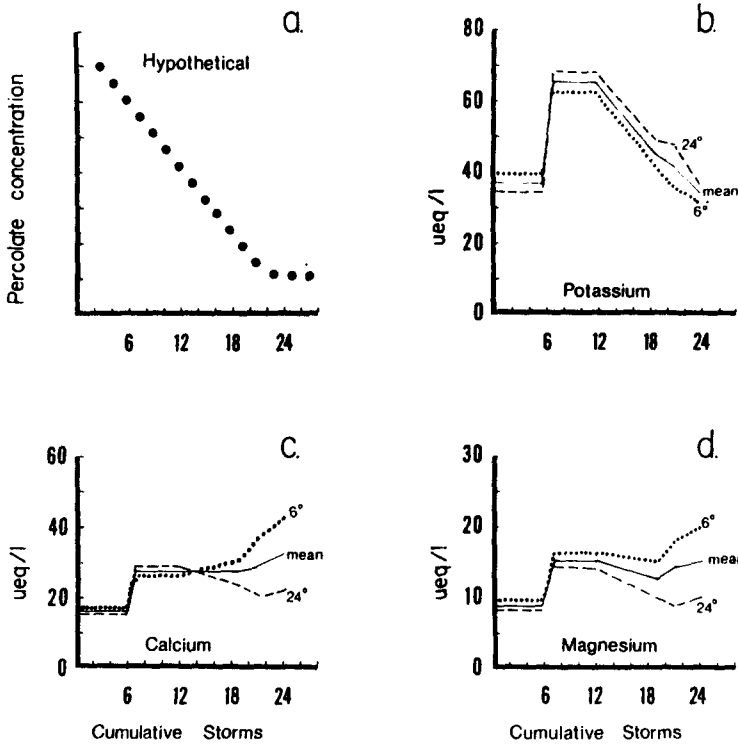 a.
Hypothetical
Percolate concentration
6 12 18 24
b.
80
60
40
20
0
ueq/l
24°
mean
6°
Potassium
6 12 18 24
c.
60
40
20
0
ueq/l
6°
mean
24°
Calcium
6 12 18 24
Cumulative Storms
d.
30
20
10
0
ueq/l
6°
mean
24°
Magnesium
6 12 18 24
Cumulative Storms